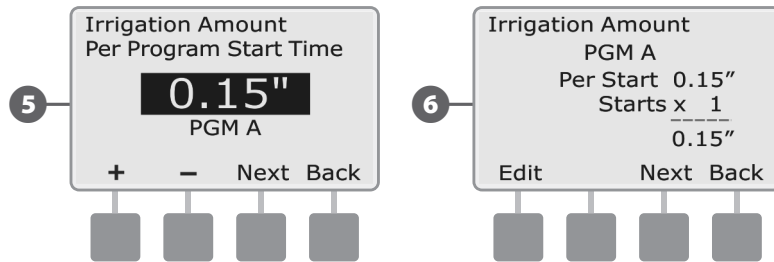 5
Irrigation Amount
Per Program Start Time
0.15"
PGM A
+ – Next Back
6
Irrigation Amount
PGM A
Per Start 0.15″
Starts x 1
0.15″
Edit Next Back